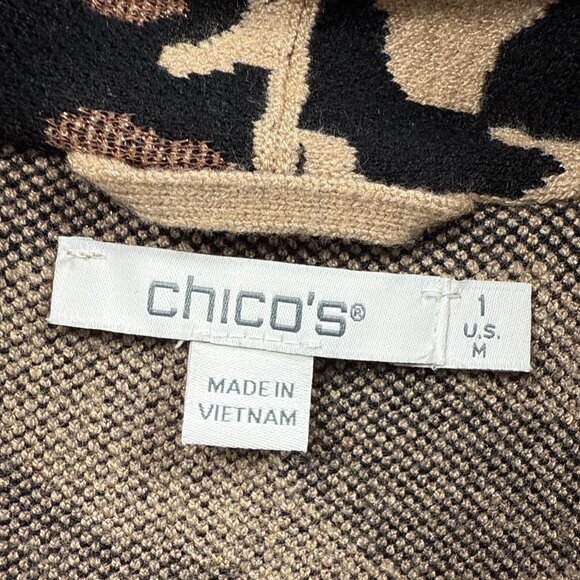 chico's®
1
U.S.
M
MADE IN
VIETNAM